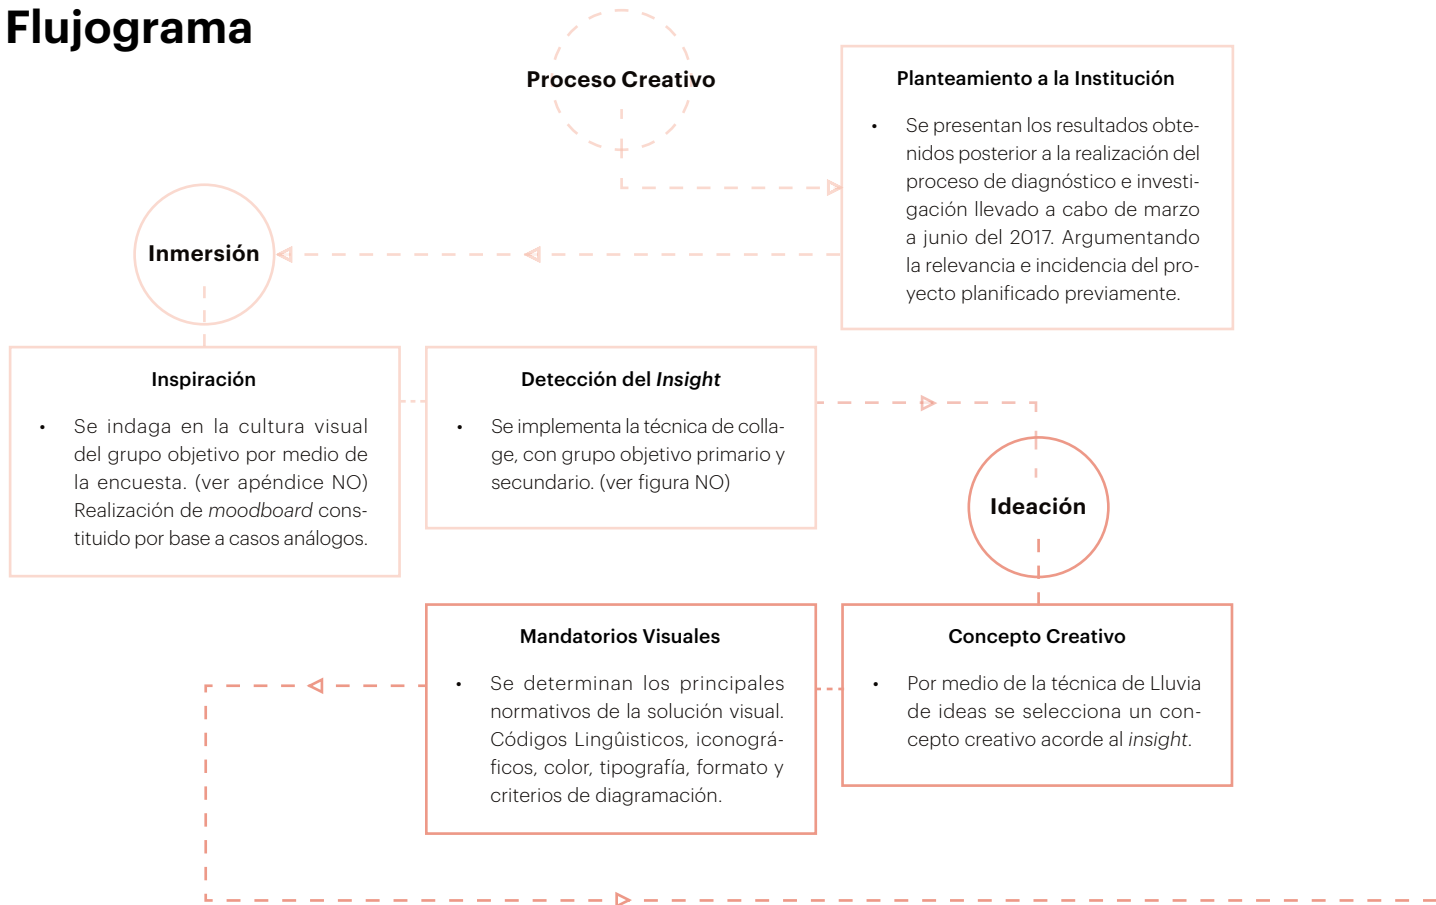 Flujograma
Proceso Creativo
Planteamiento a la Institución
• Se presentan los resultados obte-
nidos posterior a la realización del
proceso de diagnóstico e investi-
gación llevado a cabo de marzo
a junio del 2017. Argumentando
la relevancia e incidencia del pro-
yecto planificado previamente.
Inmersión
Inspiración
• Se indaga en la cultura visual
del grupo objetivo por medio de
la encuesta. (ver apéndice NO)
Realización de moodboard cons-
tituido por base a casos análogos.
Detección del Insight
• Se implementa la técnica de colla-
ge, con grupo objetivo primario y
secundario. (ver figura NO)
Ideación
Concepto Creativo
• Por medio de la técnica de Lluvia
de ideas se selecciona un con-
cepto creativo acorde al insight.
Mandatorios Visuales
• Se determinan los principales
normativos de la solución visual.
Códigos Lingûisticos, iconográ-
ficos, color, tipografía, formato y
criterios de diagramación.